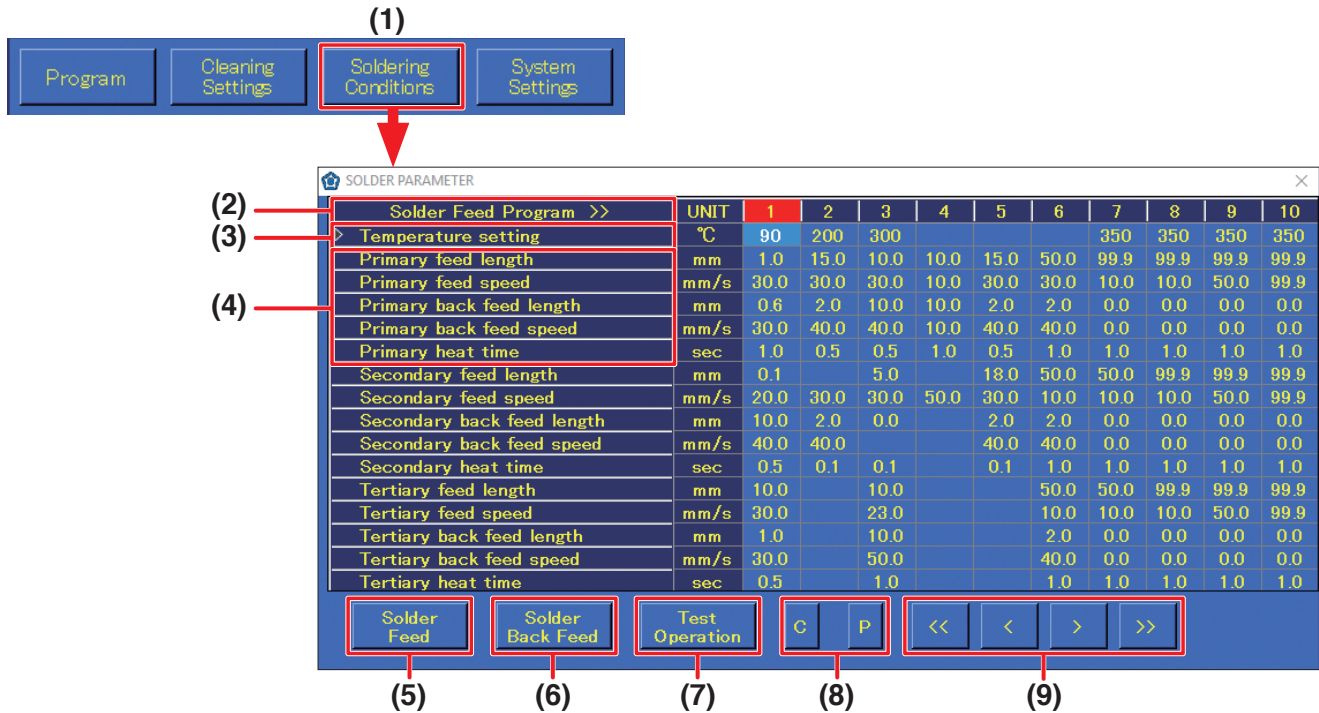 (1)
Program
Cleaning
Settings
Soldering
Conditions
System
Settings
SOLDER PARAMETER
(2)
Solder Feed Program >> UNIT 1 2 3 4 5 6 7 8 9 10
(3)
> Temperature setting ℃ 90 200 300 350 350 350 350
Primary feed length mm 1.0 15.0 10.0 10.0 15.0 50.0 99.9 99.9 99.9 99.9
Primary feed speed mm/s 30.0 30.0 30.0 10.0 30.0 30.0 10.0 10.0 50.0 99.9
(4)
Primary back feed length mm 0.6 2.0 10.0 10.0 2.0 2.0 0.0 0.0 0.0 0.0
Primary back feed speed mm/s 30.0 40.0 40.0 10.0 40.0 40.0 0.0 0.0 0.0 0.0
Primary heat time sec 1.0 0.5 0.5 1.0 0.5 1.0 1.0 1.0 1.0 1.0
Secondary feed length mm 0.1 5.0 18.0 50.0 50.0 99.9 99.9 99.9
Secondary feed speed mm/s 20.0 30.0 30.0 50.0 30.0 10.0 10.0 10.0 50.0 99.9
Secondary back feed length mm 10.0 2.0 0.0 2.0 2.0 0.0 0.0 0.0 0.0
Secondary back feed speed mm/s 40.0 40.0 40.0 40.0 0.0 0.0 0.0 0.0
Secondary heat time sec 0.5 0.1 0.1 0.1 1.0 1.0 1.0 1.0 1.0
Tertiary feed length mm 10.0 10.0 50.0 50.0 99.9 99.9 99.9
Tertiary feed speed mm/s 30.0 23.0 10.0 10.0 10.0 50.0 99.9
Tertiary back feed length mm 1.0 10.0 2.0 0.0 0.0 0.0 0.0
Tertiary back feed speed mm/s 30.0 50.0 40.0 0.0 0.0 0.0 0.0
Tertiary heat time sec 0.5 1.0 1.0 1.0 1.0 1.0 1.0
Solder
Feed
Solder
Back Feed
Test
Operation
C P << < > >>
(5) (6) (7) (8) (9)